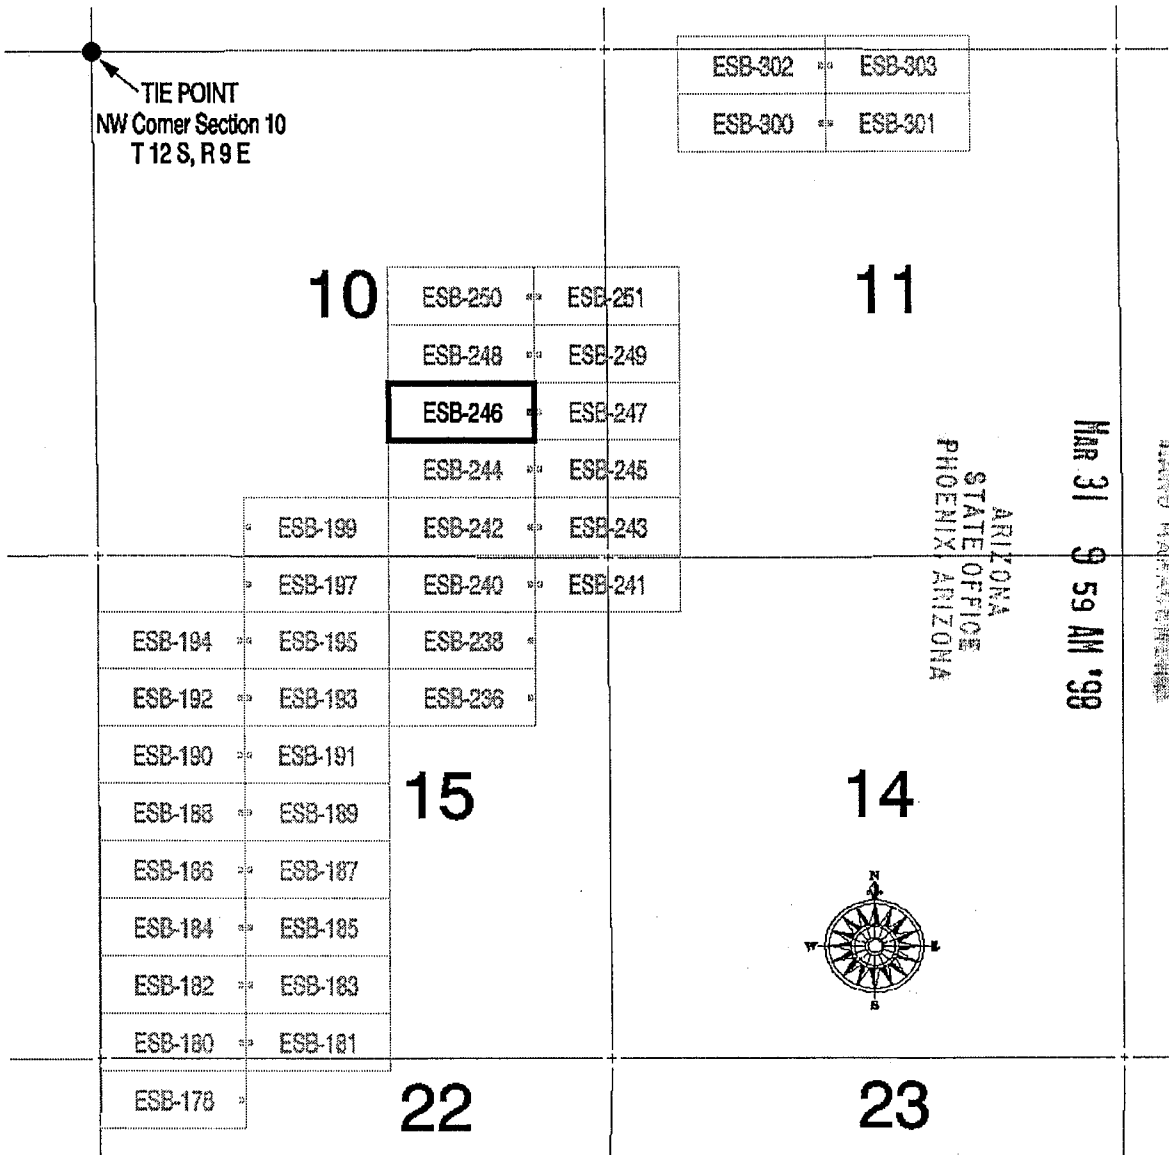 TIE POINT
NW Corner Section 10
T 12 S, R 9 E
ESB-302 ESB-303
ESB-300 ESB-301
10
11
ESB-250 ESB-251
ESB-248 ESB-249
ESB-246 ESB-247
ESB-244 ESB-245
ESB-199 ESB-242 ESB-243
ESB-197 ESB-240 ESB-241
ESB-194 ESB-195 ESB-238
ESB-192 ESB-193 ESB-236
ESB-190 ESB-191
ESB-188 ESB-189
ESB-186 ESB-187
ESB-184 ESB-185
ESB-182 ESB-183
ESB-180 ESB-181
ESB-178
15
14
22
23
N
W E
S
MAR 31 9 59 AM '98
ARIZONA
STATE OFFICE
PHOENIX, ARIZONA